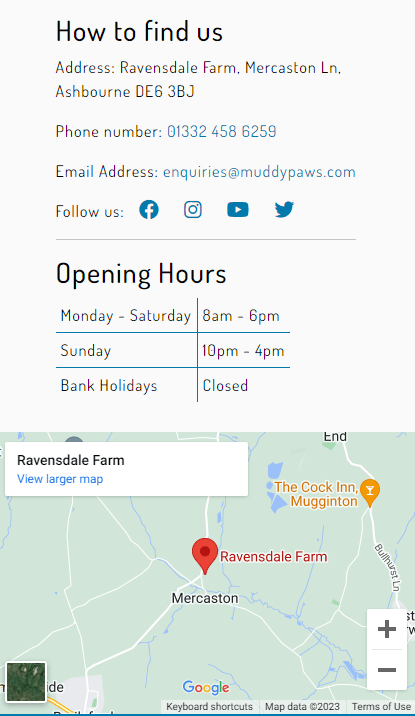 How to find us
Address: Ravensdale Farm, Mercaston Ln,
Ashbourne DE6 3BJ
Phone number: 01332 458 6259
Email Address: enquiries@muddypaws.com
Follow us:
Opening Hours
Monday - Saturday 8am - 6pm
Sunday 10pm - 4pm
Bank Holidays Closed
End
Ravensdale Farm
View larger map
The Cock Inn,
Mugginton
Bullhurst Ln
Ravensdale Farm
Mercaston
Google
Keyboard shortcuts Map data ©2023 Terms of Use